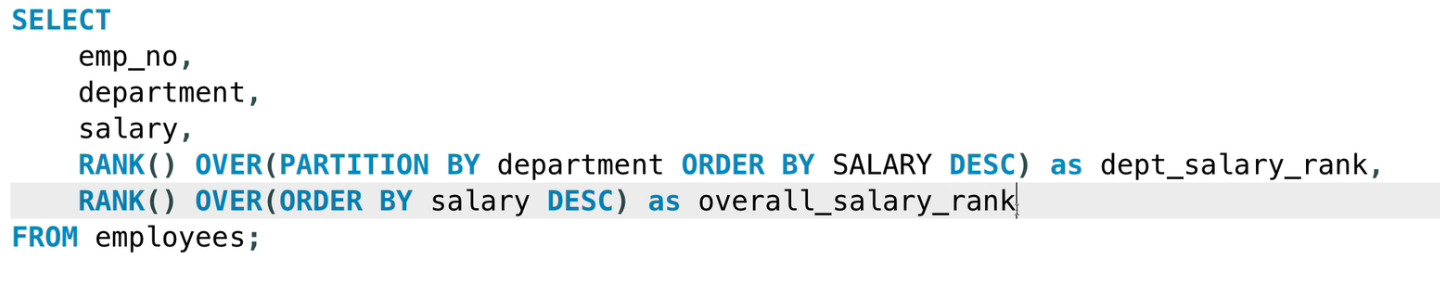 SELECT
    emp_no,
    department,
    salary,
    RANK() OVER(PARTITION BY department ORDER BY SALARY DESC) as dept_salary_rank,
    RANK() OVER(ORDER BY salary DESC) as overall_salary_rank
FROM employees;